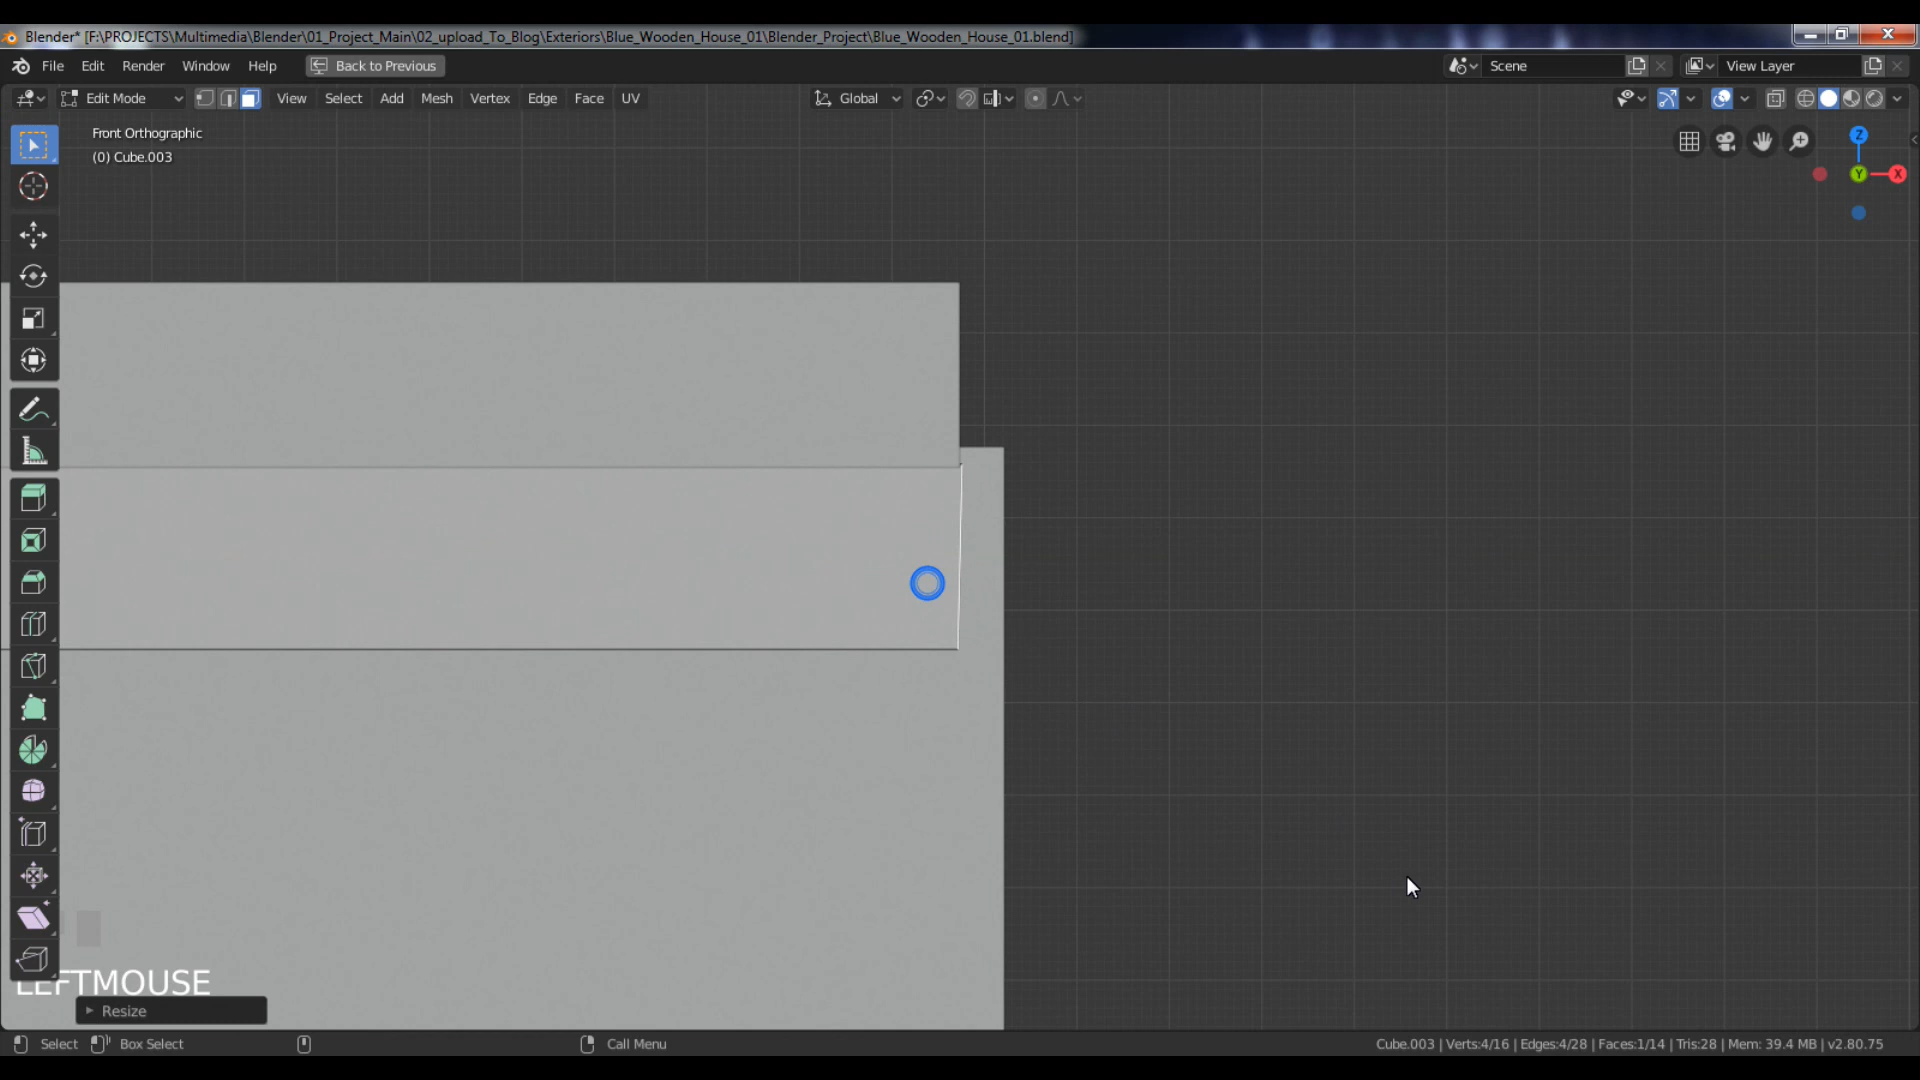 Blender* [F:\PROJECTS\Multimedia\Blender\01_Project_Main\02_upload_To_Blog\Exteriors\Blue_Wooden_House_01\Blender_Project\Blue_Wooden_House_01.blend]
File Edit Render Window Help Back to Previous Scene View Layer
Edit Mode View Select Add Mesh Vertex Edge Face UV Global
Front Orthographic
(0) Cube.003
Z
Y X
LEFTMOUSE
Resize
Select Box Select Call Menu Cube.003 | Verts:4/16 | Edges:4/28 | Faces:1/14 | Tris:28 | Mem: 39.4 MB | v2.80.75